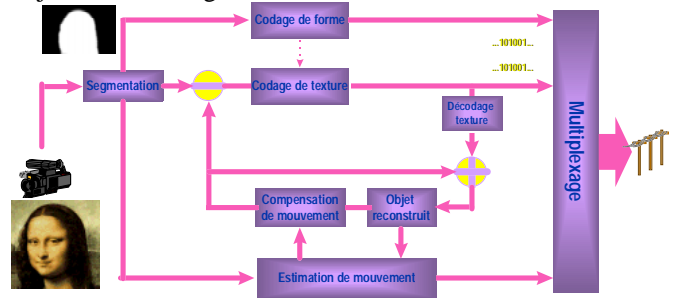 Codage de forme
...101001...
...101001...
Segmentation
Codage de texture
Décodage
texture
Multiplexage
Compensation
de mouvement
Objet
reconstruit
Estimation de mouvement